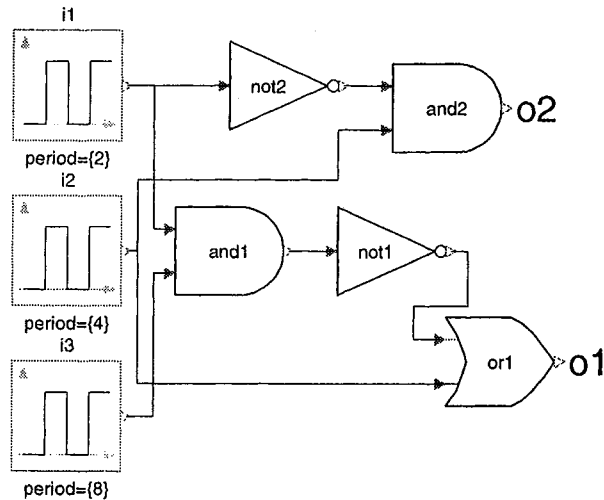 i1
not2
and2
o2
period={2}
i2
and1
not1
period={4}
i3
or1
o1
period={8}